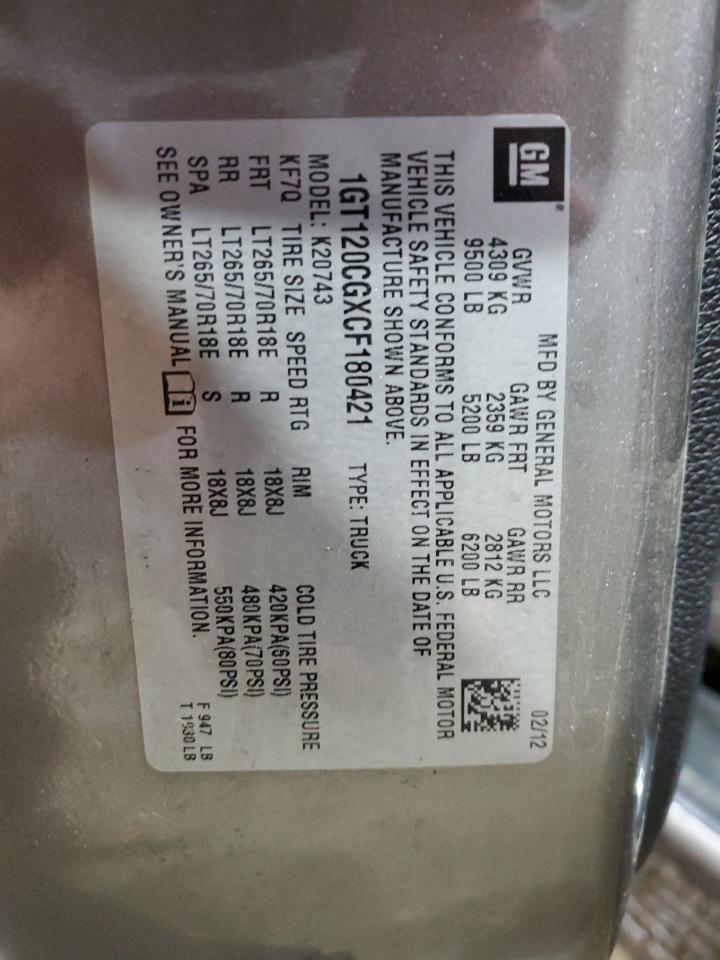 GM®
MFD BY GENERAL MOTORS LLC 02/12
GVWR GAWR FRT GAWR RR
4309 KG 2359 KG 2812 KG
9500 LB 5200 LB 6200 LB
THIS VEHICLE CONFORMS TO ALL APPLICABLE U.S. FEDERAL MOTOR
VEHICLE SAFETY STANDARDS IN EFFECT ON THE DATE OF
MANUFACTURE SHOWN ABOVE.
1GT120CGXCF180421 TYPE: TRUCK
MODEL: K20743
KF7Q TIRE SIZE SPEED RTG RIM COLD TIRE PRESSURE
FRT LT265/70R18E R 18X8J 420KPA(60PSI)
RR LT265/70R18E R 18X8J 480KPA(70PSI)
SPA LT265/70R18E S 18X8J 550KPA(80PSI)
SEE OWNER'S MANUAL i FOR MORE INFORMATION.
F 947 LB
T 1930 LB